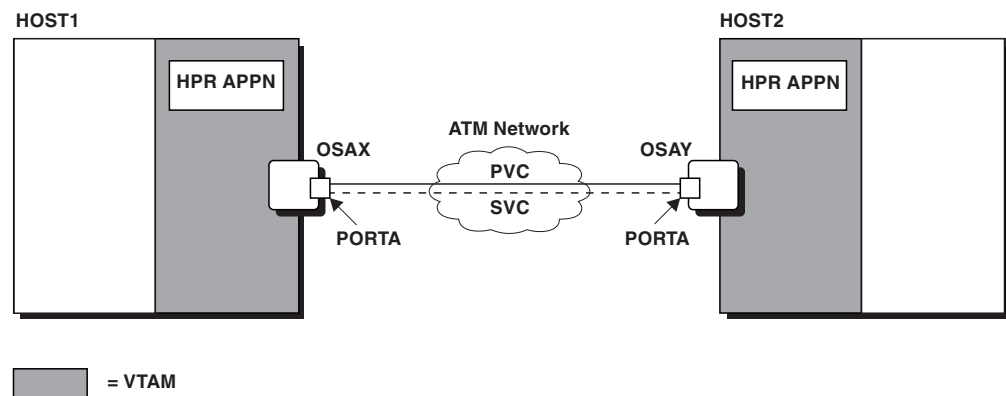 HOST1
HOST2
HPR APPN
HPR APPN
ATM Network
OSAX
OSAY
PVC
SVC
PORTA
PORTA
= VTAM